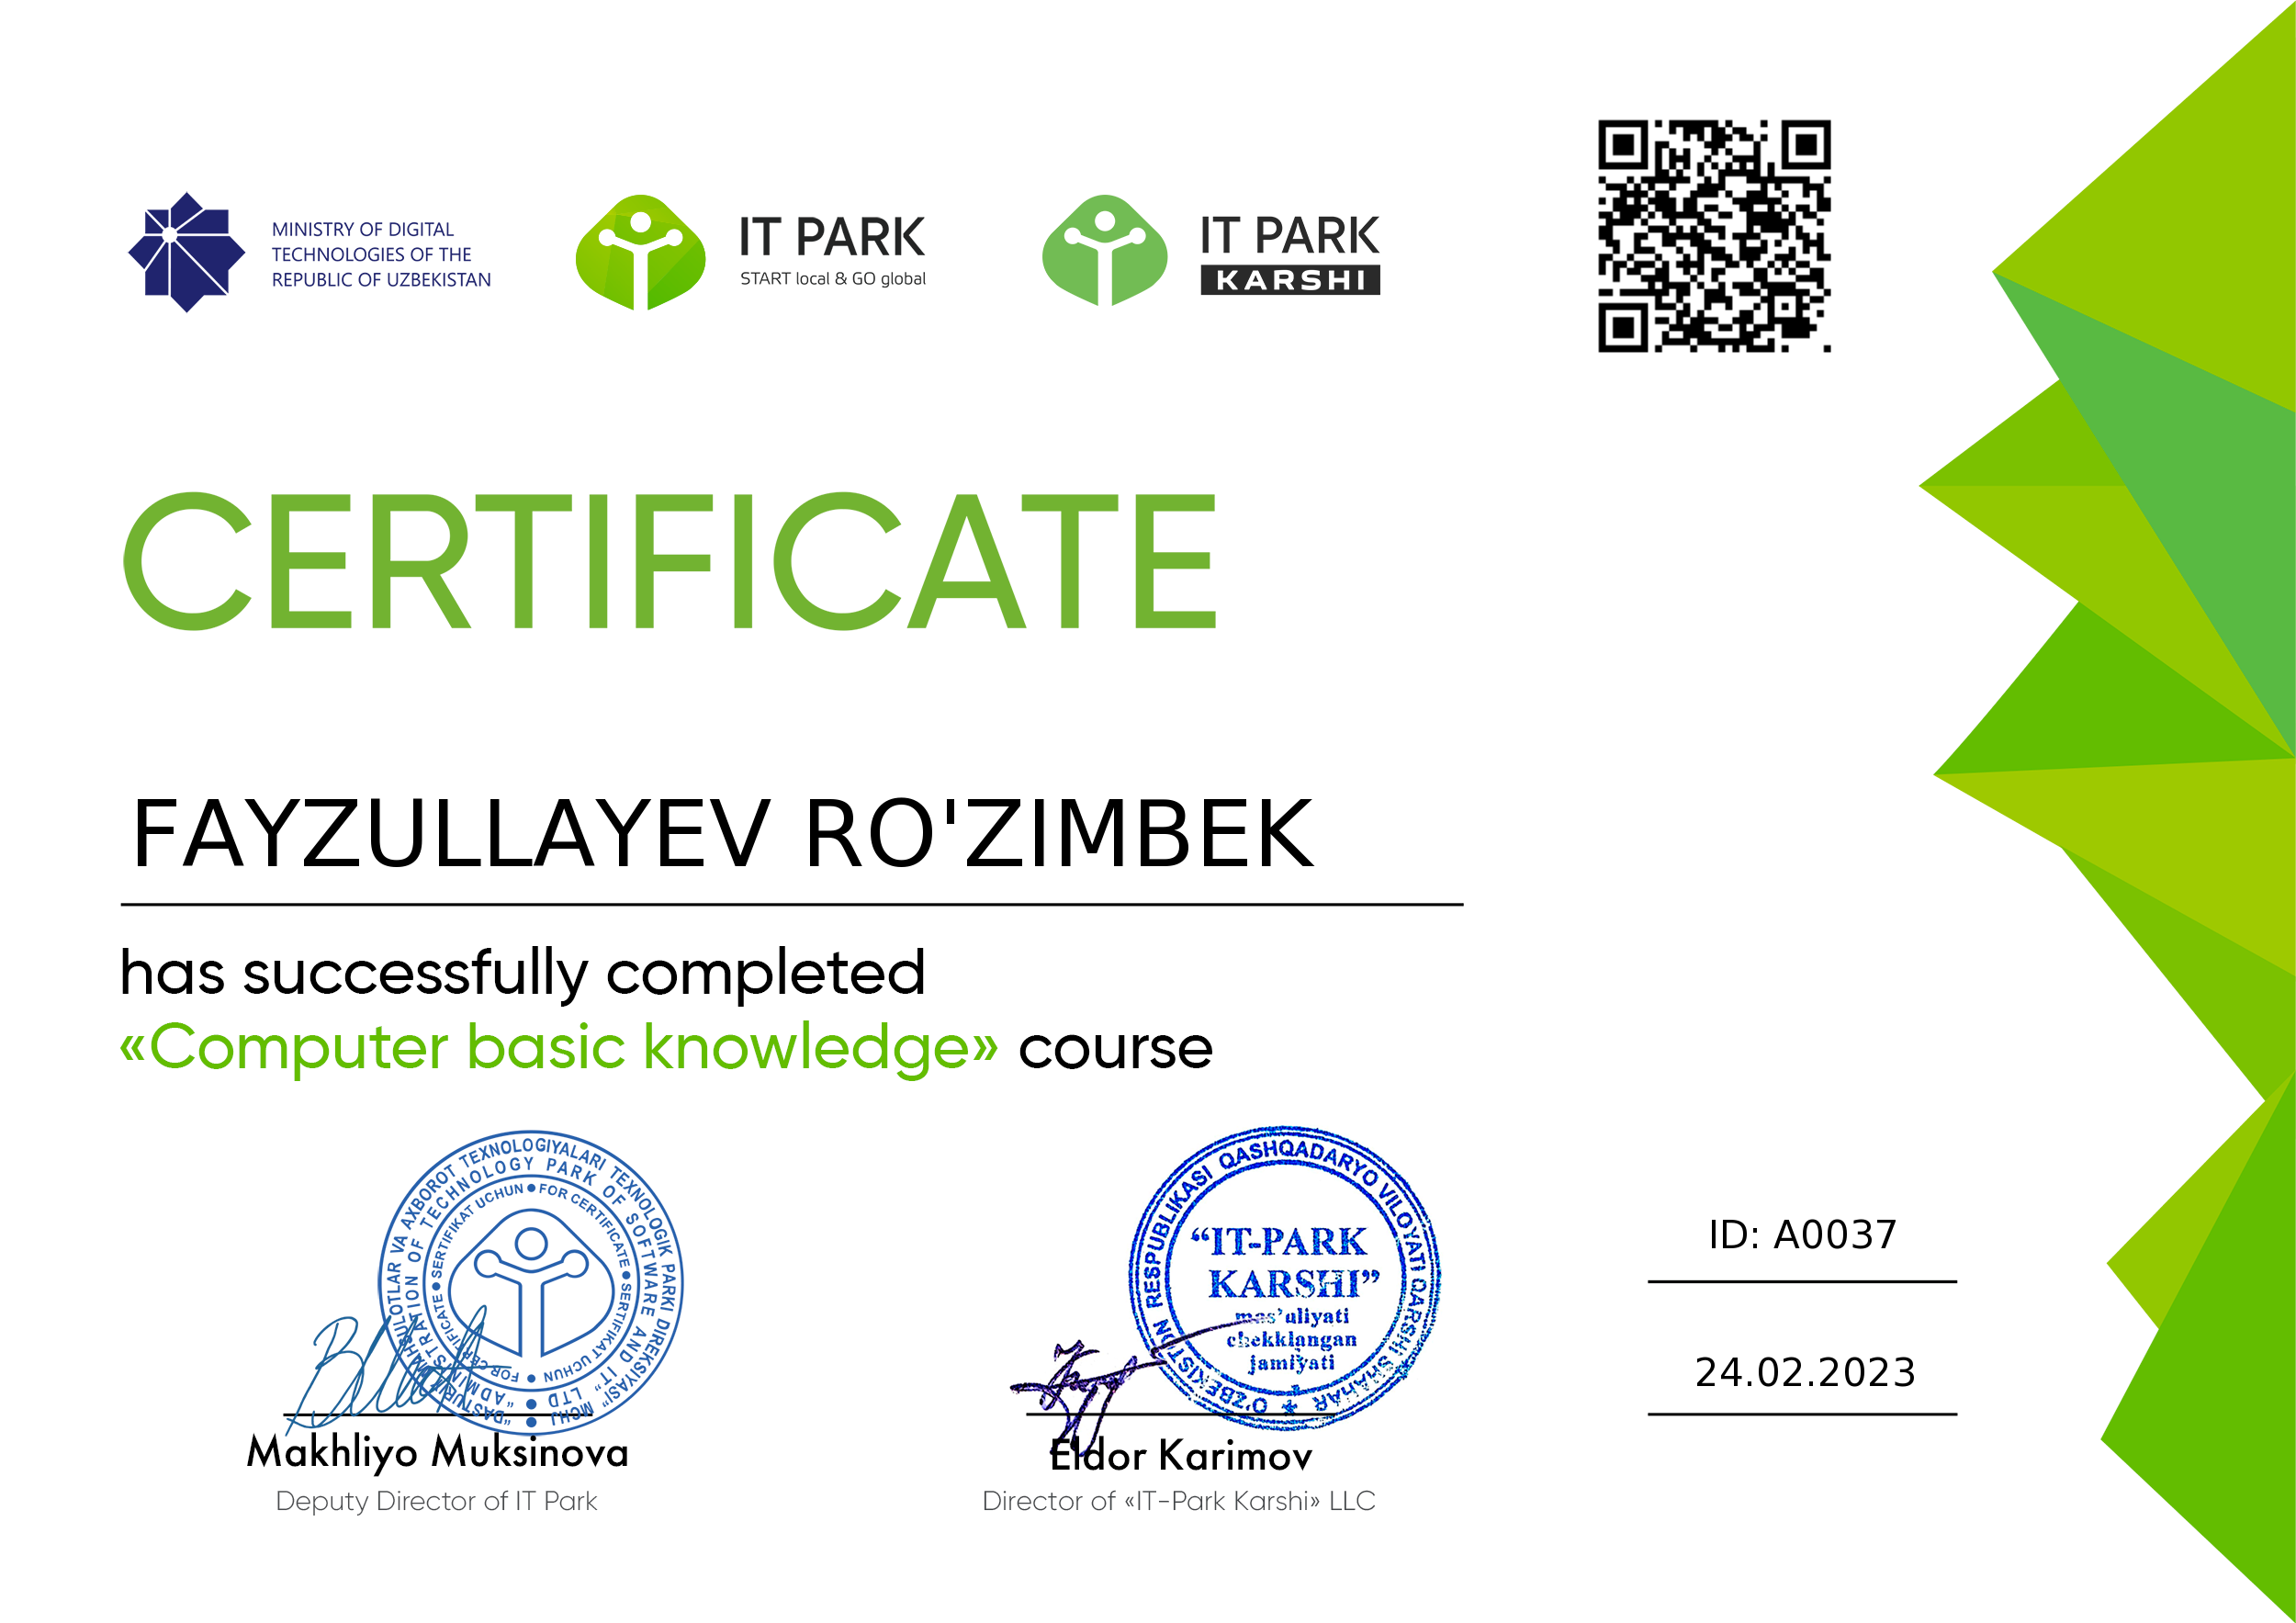 MINISTRY OF DIGITAL
TECHNOLOGIES OF THE
REPUBLIC OF UZBEKISTAN
IT PARK
START local & GO global
IT PARK
KARSHI
CERTIFICATE
FAYZULLAYEV RO'ZIMBEK
has successfully completed
«Computer basic knowledge» course
"DASTURIY MAHSULOTLAR VA AXBOROT TEXNOLOGIYALARI TEXNOLOGIK PARKI DIREKSIYASI" MCHJ
"ADMINISTRATION OF TECHNOLOGY PARK OF SOFTWARE AND IT" LTD
SERTIFIKAT UCHUN • FOR CERTIFICATE • SERTIFIKAT UCHUN • FOR CERTIFICATE •
O'ZBEKISTON RESPUBLIKASI QASHQADARYO VILOYATI QARSHI SHAHAR
“IT-PARK
KARSHI”
mas’uliyati
chekklangan
jamiyati
ID: A0037
24.02.2023
Makhliyo Muksinova
Deputy Director of IT Park
Eldor Karimov
Director of «IT-Park Karshi» LLC